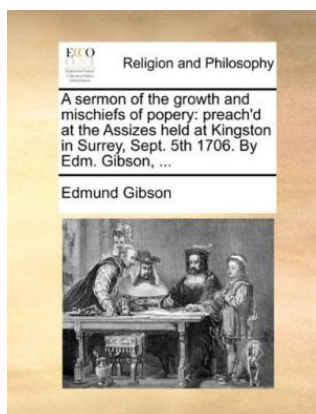 ECCO
Religion and Philosophy
A sermon of the growth and
mischiefs of popery: preach'd
at the Assizes held at Kingston
in Surrey, Sept. 5th 1706. By
Edm. Gibson, ...
Edmund Gibson